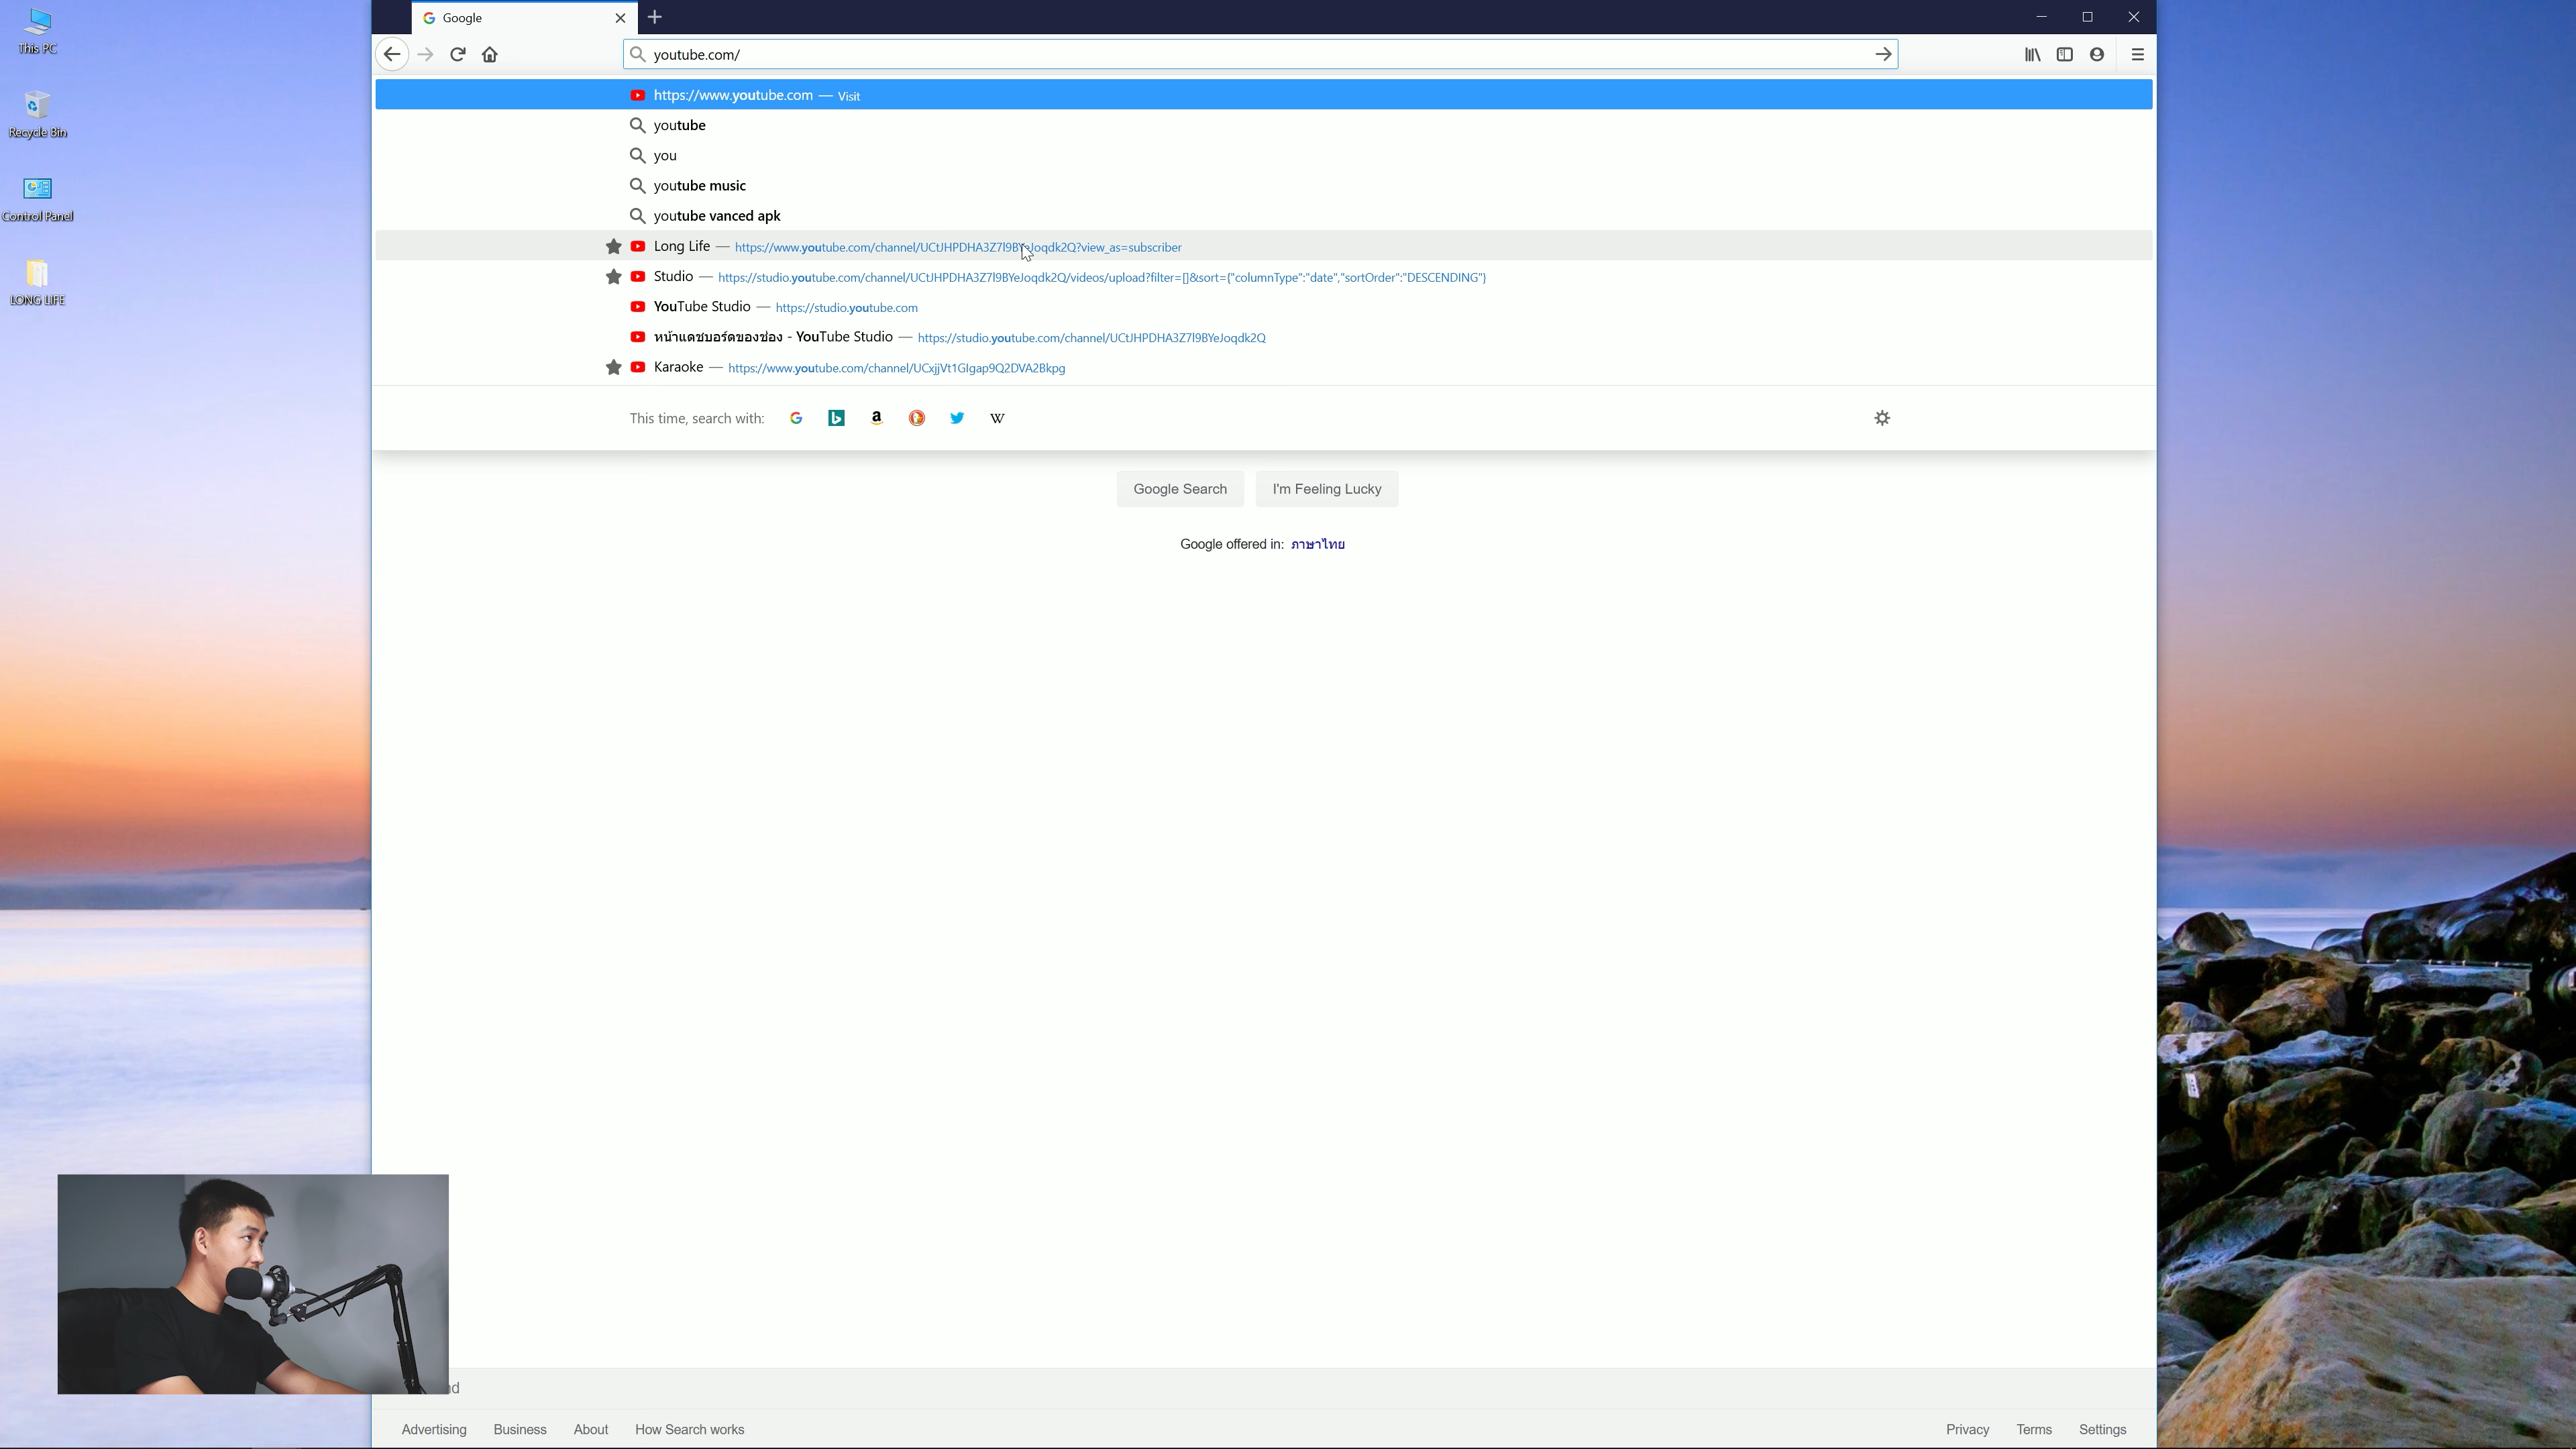 This PC
Recycle Bin
Control Panel
LONG LIFE
Google
youtube.com/
https://www.youtube.com — Visit
youtube
you
youtube music
youtube vanced apk
Long Life — https://www.youtube.com/channel/UCtJHPDHA3Z7l9BYeJoqdk2Q?view_as=subscriber
Studio — https://studio.youtube.com/channel/UCtJHPDHA3Z7l9BYeJoqdk2Q/videos/upload?filter=[]&sort={"columnType":"date","sortOrder":"DESCENDING"}
YouTube Studio — https://studio.youtube.com
หน้าแดชบอร์ดของช่อง - YouTube Studio — https://studio.youtube.com/channel/UCtJHPDHA3Z7l9BYeJoqdk2Q
Karaoke — https://www.youtube.com/channel/UCxjjVt1GIgap9Q2DVA2Bkpg
This time, search with:
Google Search
I'm Feeling Lucky
Google offered in: ภาษาไทย
Advertising Business About How Search works
Privacy Terms Settings